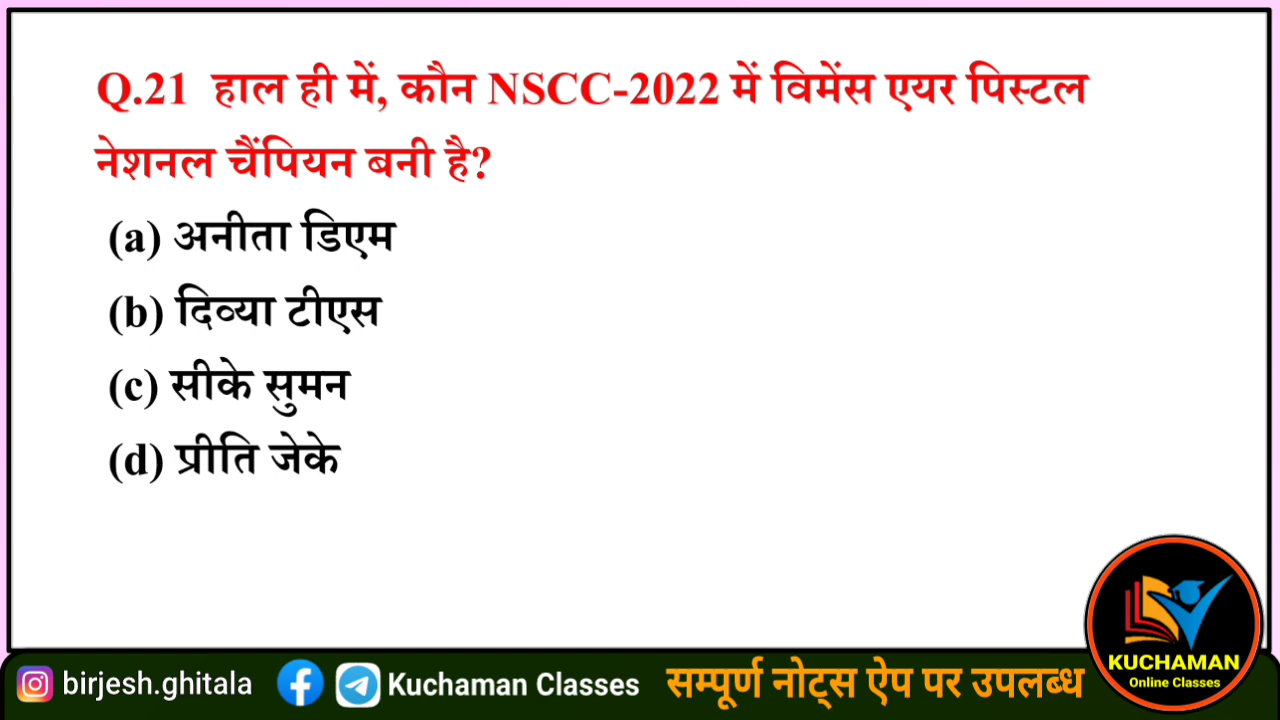 Q.21 हाल ही में, कौन NSCC-2022 में विमेंस एयर पिस्टल
नेशनल चैंपियन बनी है?
(a) अनीता डिएम
(b) दिव्या टीएस
(c) सीके सुमन
(d) प्रीति जेके
KUCHAMAN
Online Classes
birjesh.ghitala
Kuchaman Classes
सम्पूर्ण नोट्स ऐप पर उपलब्ध